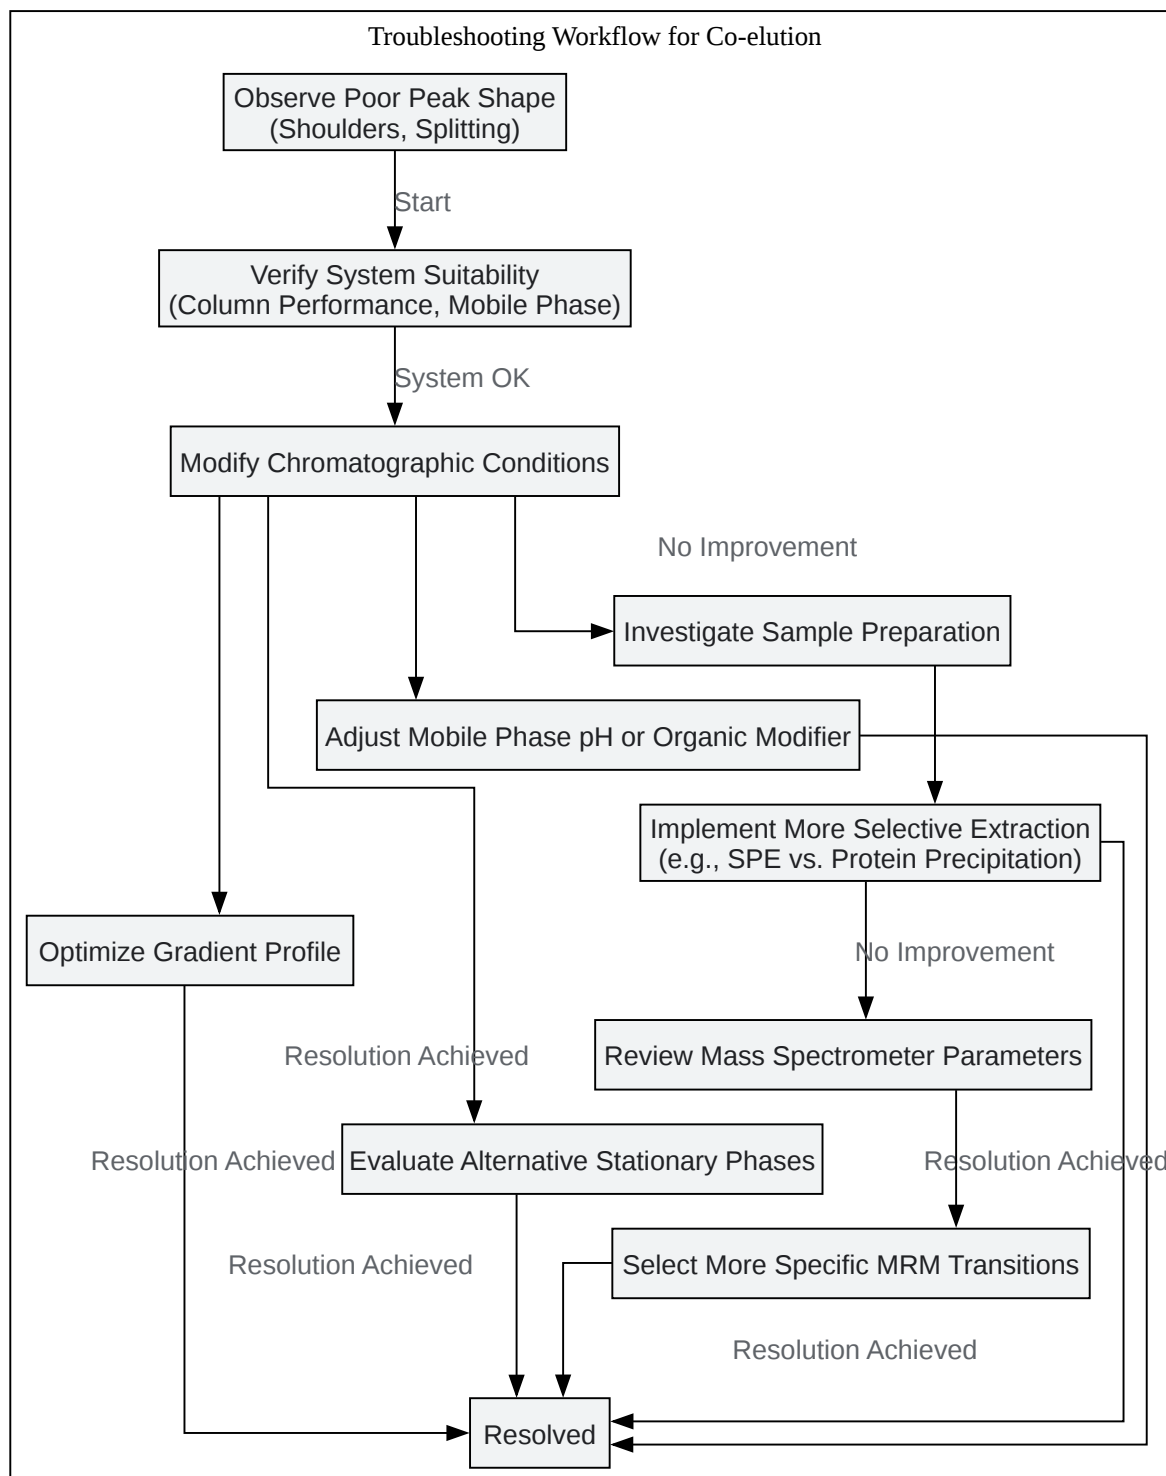 Troubleshooting Workflow for Co-elution
Observe Poor Peak Shape
(Shoulders, Splitting)
Start
Verify System Suitability
(Column Performance, Mobile Phase)
System OK
Modify Chromatographic Conditions
No Improvement
Investigate Sample Preparation
Adjust Mobile Phase pH or Organic Modifier
Implement More Selective Extraction
(e.g., SPE vs. Protein Precipitation)
Optimize Gradient Profile
No Improvement
Resolution Achieved
Review Mass Spectrometer Parameters
Resolution Achieved
Evaluate Alternative Stationary Phases
Resolution Achieved
Resolution Achieved
Select More Specific MRM Transitions
Resolution Achieved
Resolved